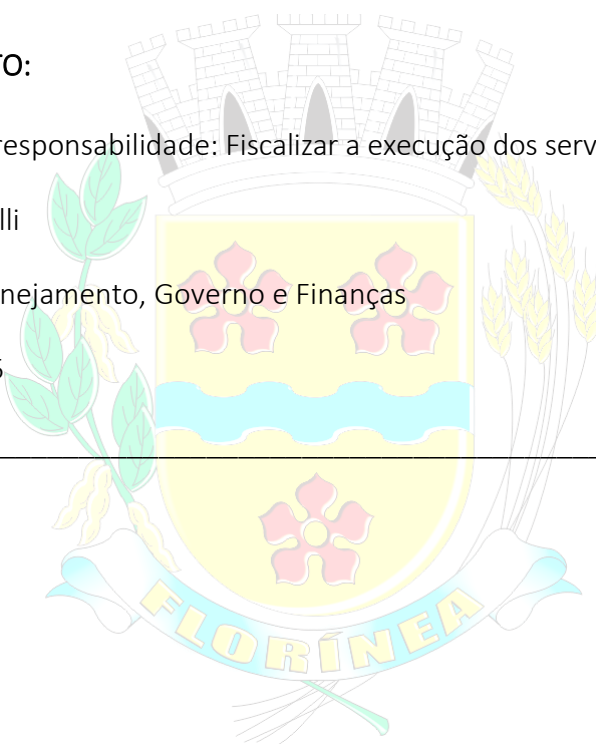 TO:
responsabilidade: Fiscalizar a execução dos serv
lli
nejamento, Governo e Finanças
FLORÍNEA